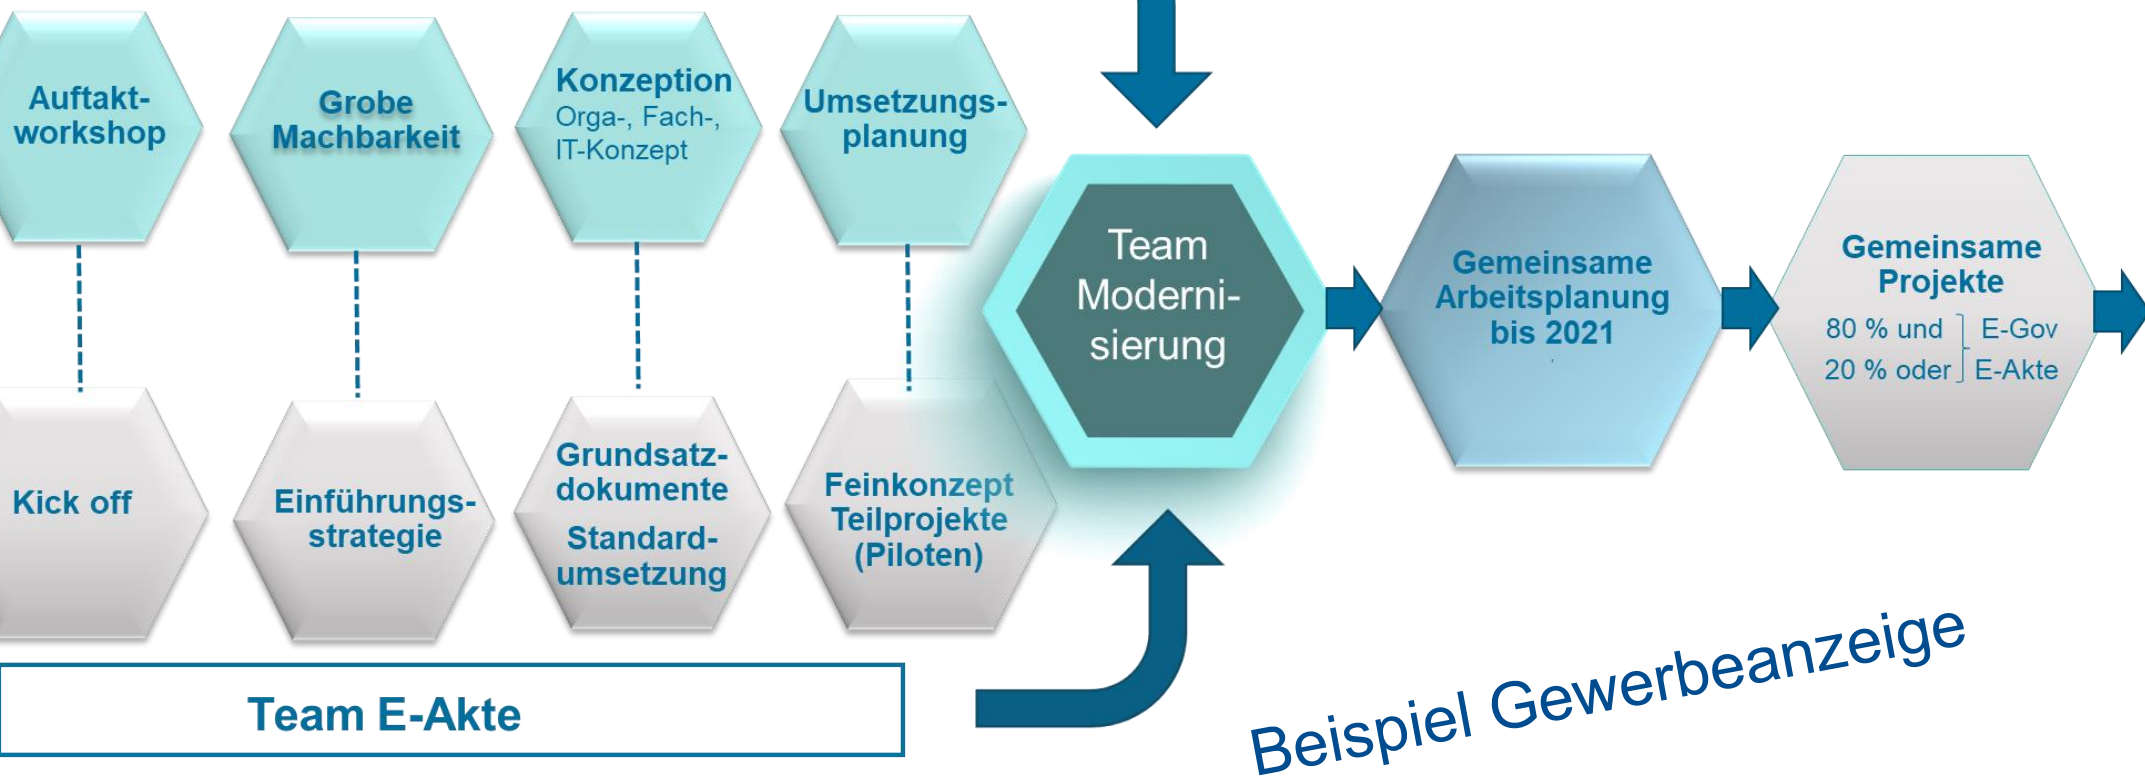 Auftakt-
workshop
Grobe
Machbarkeit
Konzeption
Orga-, Fach-,
IT-Konzept
Umsetzungs-
planung
Kick off
Einführungs-
strategie
Grundsatz-
dokumente
Standard-
umsetzung
Feinkonzept
Teilprojekte
(Piloten)
Team E-Akte
Team
Moderni-
sierung
Gemeinsame
Arbeitsplanung
bis 2021
Gemeinsame
Projekte
80 % und E-Gov
20 % oder E-Akte
Beispiel Gewerbeanzeige